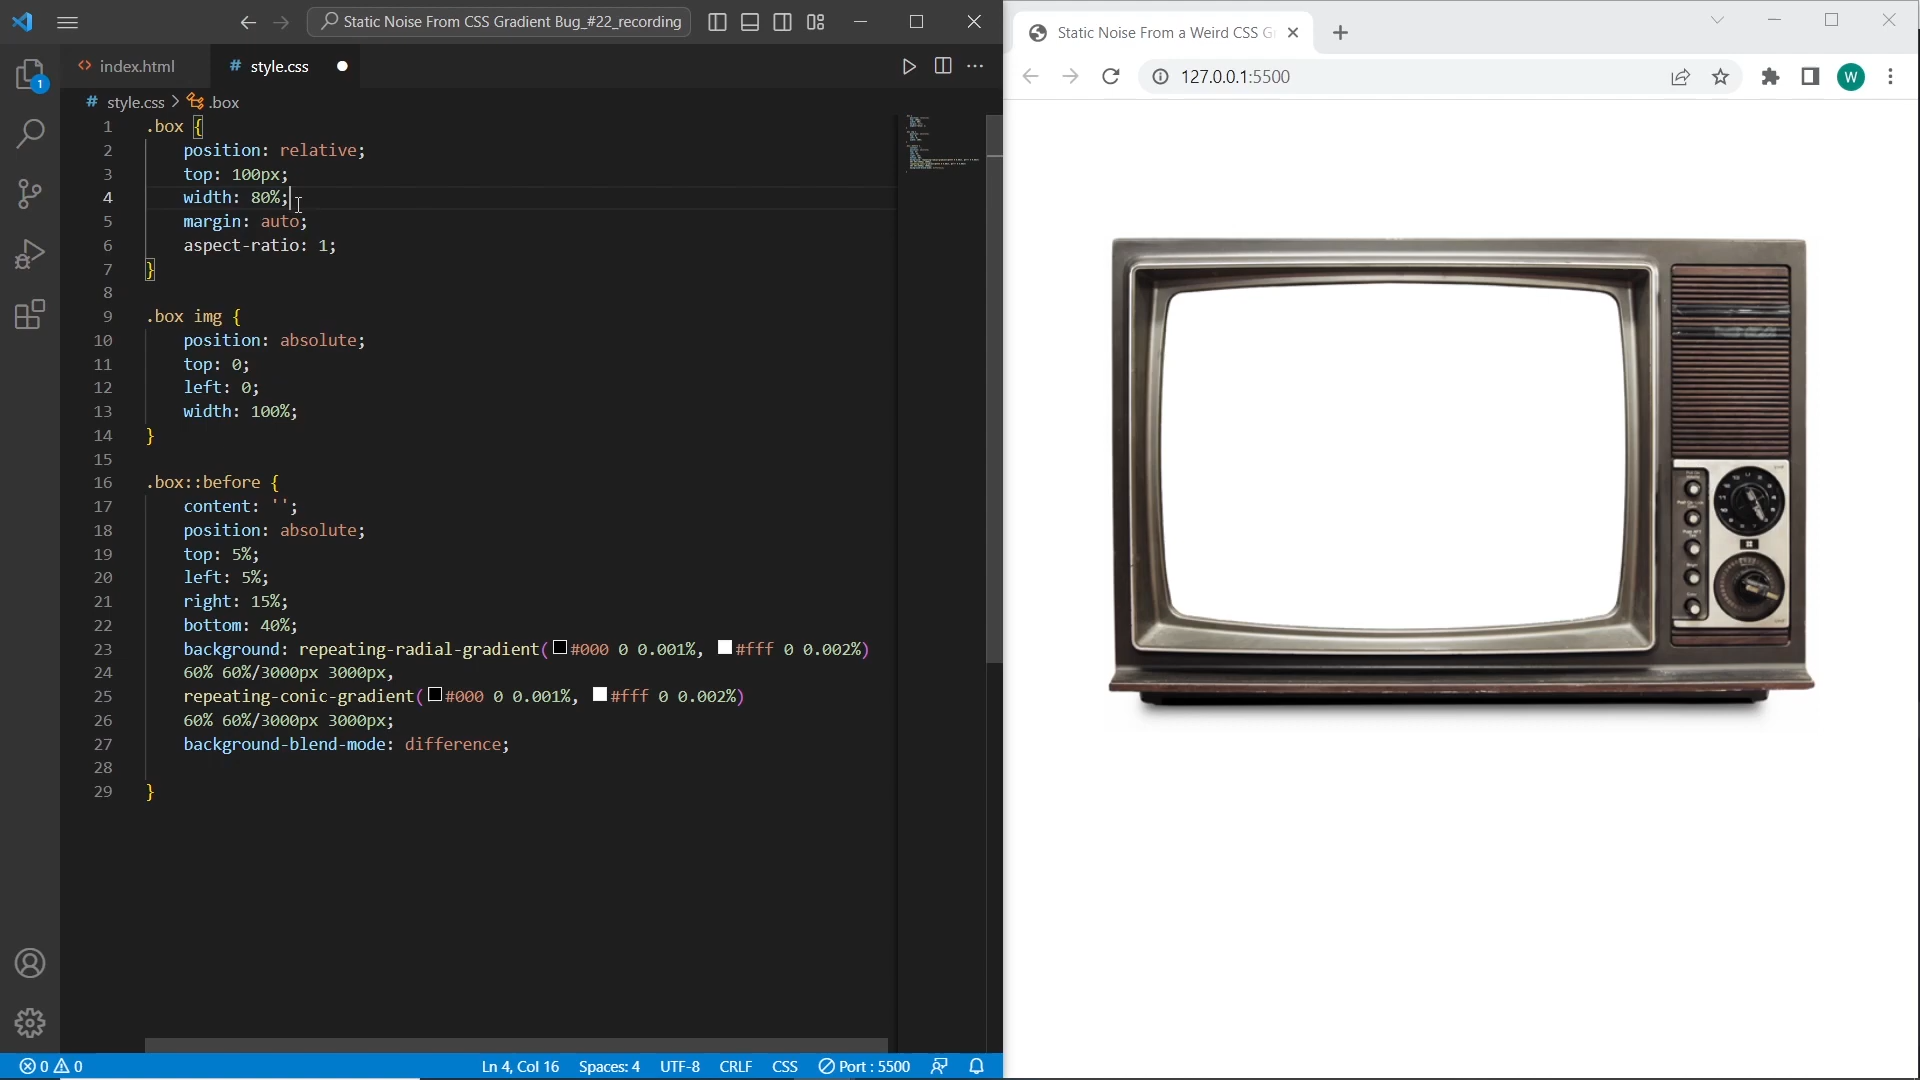 Static Noise From CSS Gradient Bug_#22_recording
index.html
# style.css
# style.css > .box
1 .box {
2 position: relative;
3 top: 100px;
4 width: 80%;
5 margin: auto;
6 aspect-ratio: 1;
7 }
8
9 .box img {
10 position: absolute;
11 top: 0;
12 left: 0;
13 width: 100%;
14 }
15
16 .box::before {
17 content: '';
18 position: absolute;
19 top: 5%;
20 left: 5%;
21 right: 15%;
22 bottom: 40%;
23 background: repeating-radial-gradient(#000 0 0.001%, #fff 0 0.002%)
24 60% 60%/3000px 3000px,
25 repeating-conic-gradient(#000 0 0.001%, #fff 0 0.002%)
26 60% 60%/3000px 3000px;
27 background-blend-mode: difference;
28
29 }
1
0 0
Ln 4, Col 16
Spaces: 4
UTF-8
CRLF
CSS
Port : 5500
Static Noise From a Weird CSS G
127.0.0.1:5500
W